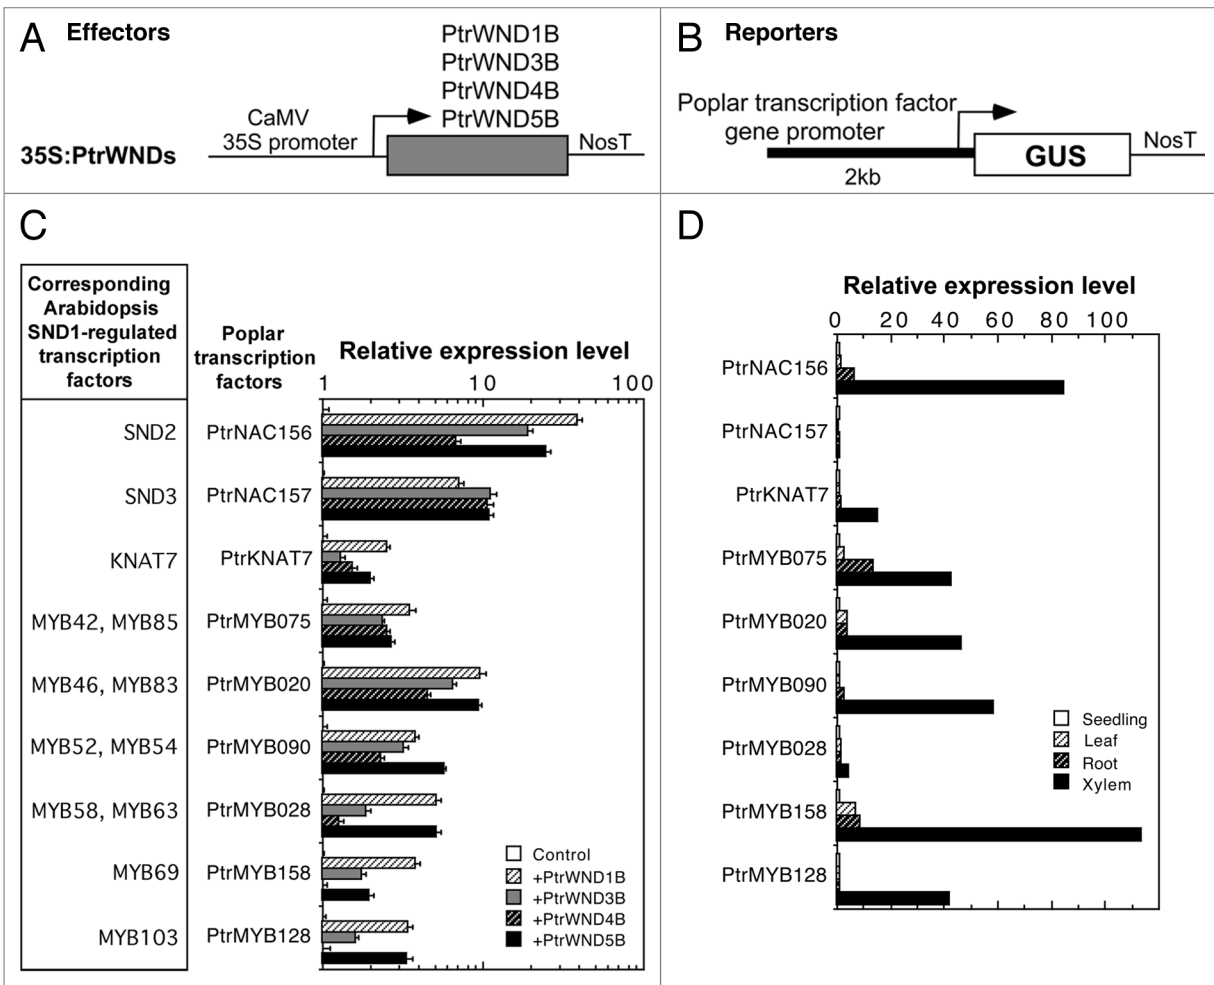 A Effectors
PtrWND1B
PtrWND3B
PtrWND4B
PtrWND5B
CaMV
35S promoter
35S:PtrWNDs
NosT
B Reporters
Poplar transcription factor
gene promoter
GUS
NosT
2kb
C
Corresponding
Arabidopsis
SND1-regulated
transcription
factors
Poplar
transcription
factors
Relative expression level
1 10 100
SND2 PtrNAC156
SND3 PtrNAC157
KNAT7 PtrKNAT7
MYB42, MYB85 PtrMYB075
MYB46, MYB83 PtrMYB020
MYB52, MYB54 PtrMYB090
MYB58, MYB63 PtrMYB028
MYB69 PtrMYB158
MYB103 PtrMYB128
Control
+PtrWND1B
+PtrWND3B
+PtrWND4B
+PtrWND5B
D
Relative expression level
0 20 40 60 80 100
PtrNAC156
PtrNAC157
PtrKNAT7
PtrMYB075
PtrMYB020
PtrMYB090
PtrMYB028
PtrMYB158
PtrMYB128
Seedling
Leaf
Root
Xylem